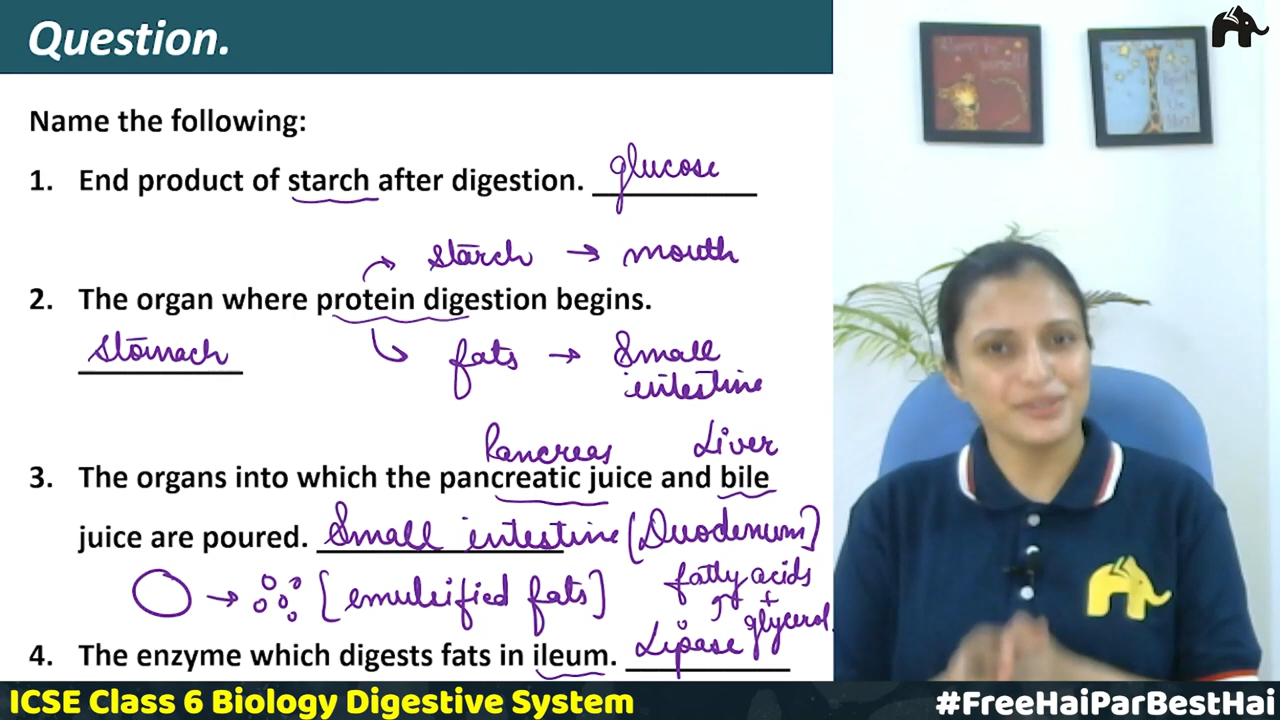 Question.
Name the following:
1. End product of starch after digestion. glucose
starch → mouth
2. The organ where protein digestion begins.
Stomach
fats → Small
intestine
Pancreas Liver
3. The organs into which the pancreatic juice and bile
juice are poured. Small intestine [Duodenum]
→ [emulsified fats]
fatty acids
+
glycerol
4. The enzyme which digests fats in ileum. Lipase
ICSE Class 6 Biology Digestive System
#FreeHaiParBestHai